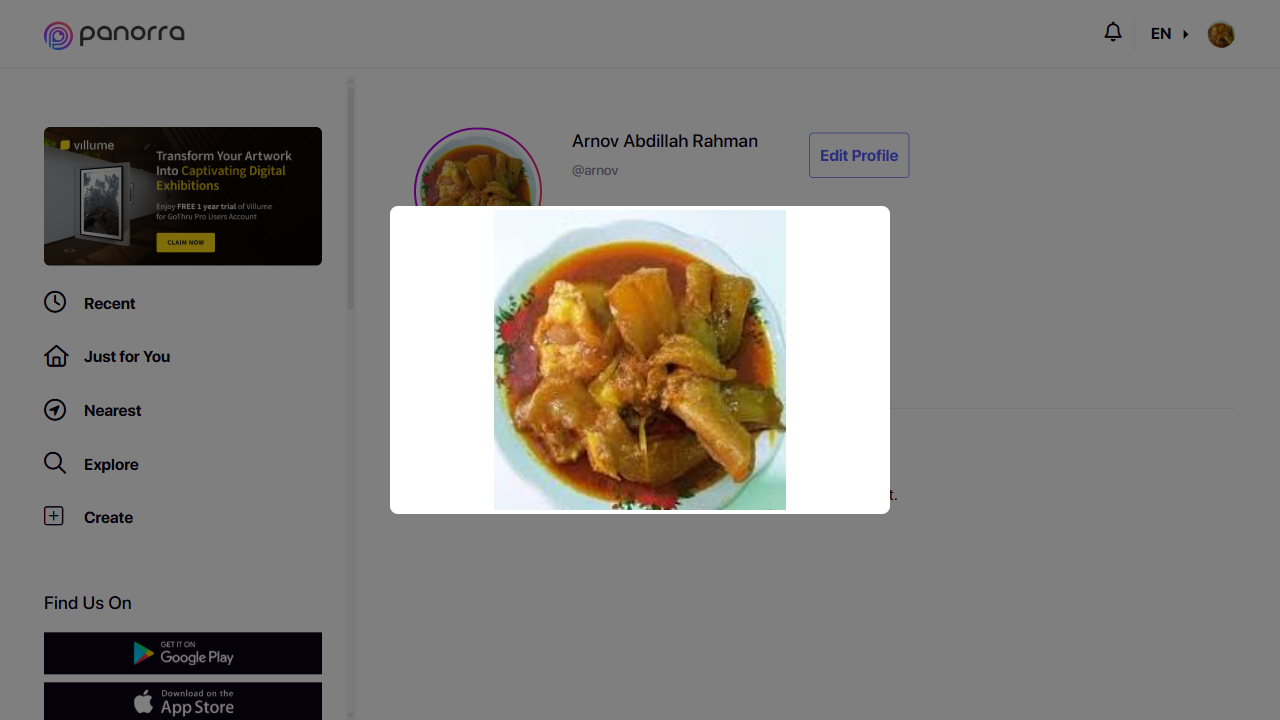 panorra
EN
villume
Transform Your Artwork
Into Captivating Digital
Exhibitions
Enjoy FREE 1 year trial of Villume
for GoThru Pro Users Account
CLAIM NOW
Recent
Just for You
Nearest
Explore
Create
Find Us On
GET IT ON
Google Play
Download on the
App Store
Arnov Abdillah Rahman
@arnov
Edit Profile
t.